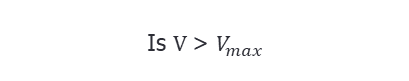 Is V > V_max